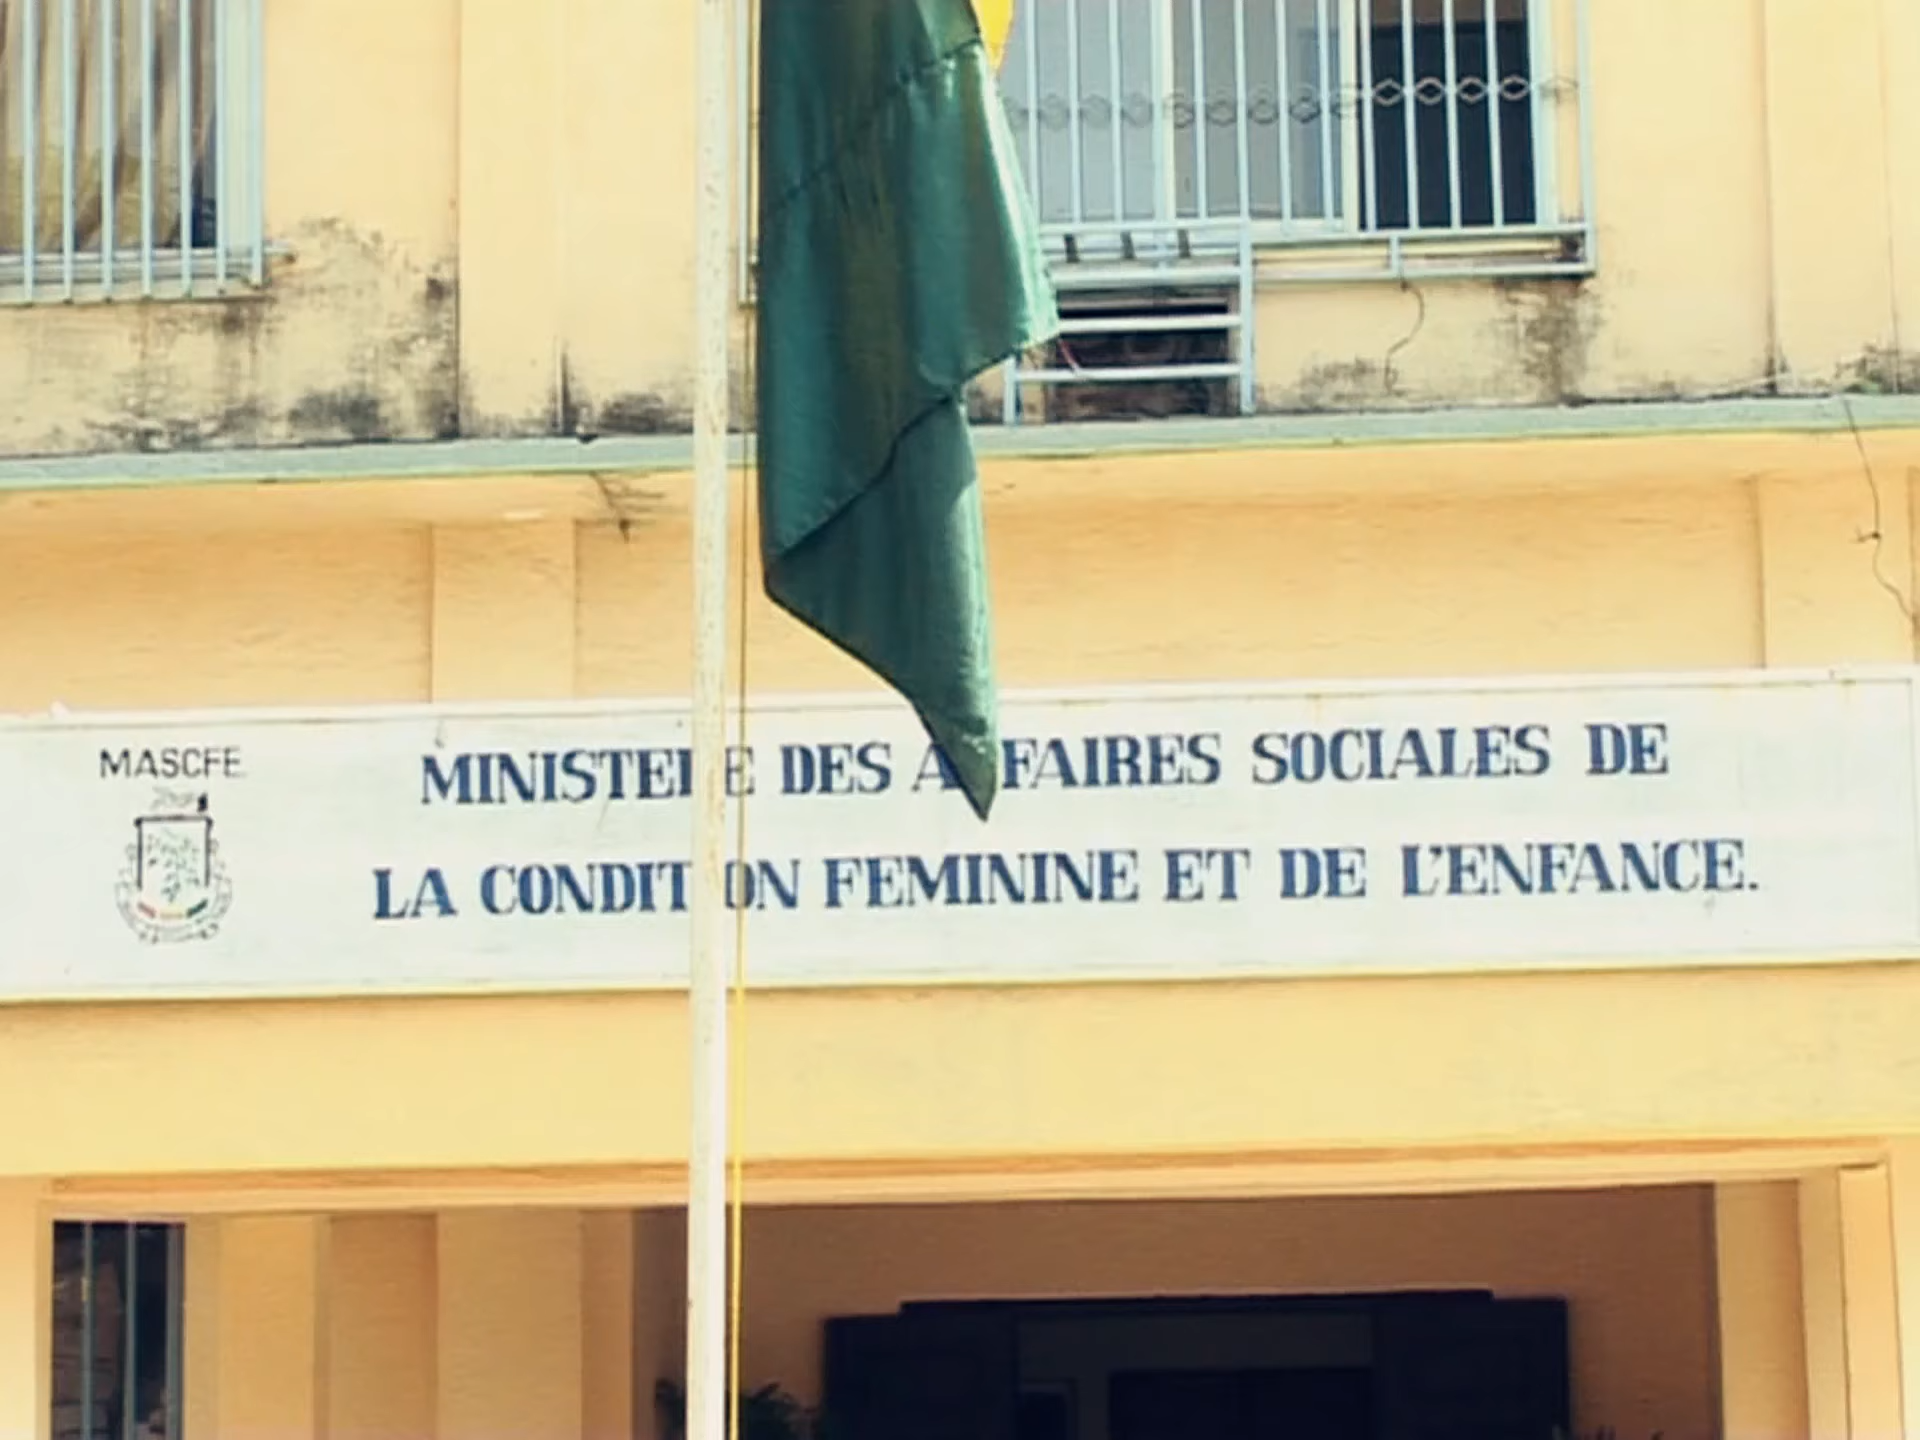 MASCFE
MINISTERE DES AFFAIRES SOCIALES DE
LA CONDITION FEMININE ET DE L'ENFANCE.